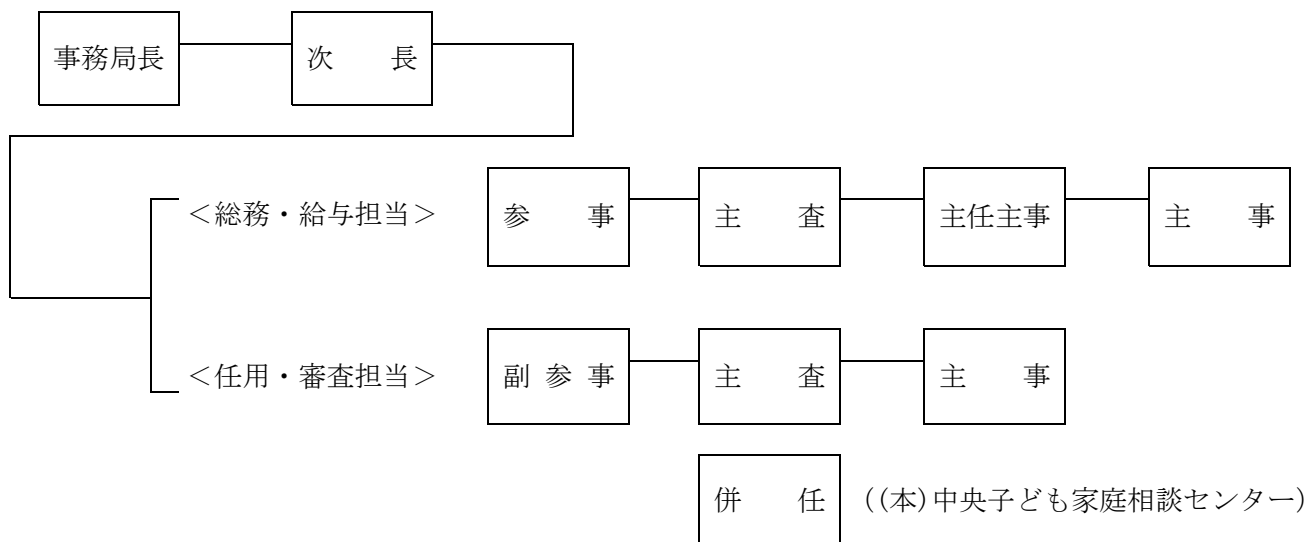 事務局長 次 長
＜総務・給与担当＞ 参 事 主 査 主任主事 主 事
＜任用・審査担当＞ 副 参 事 主 査 主 事
併 任 ((本)中央子ども家庭相談センター)